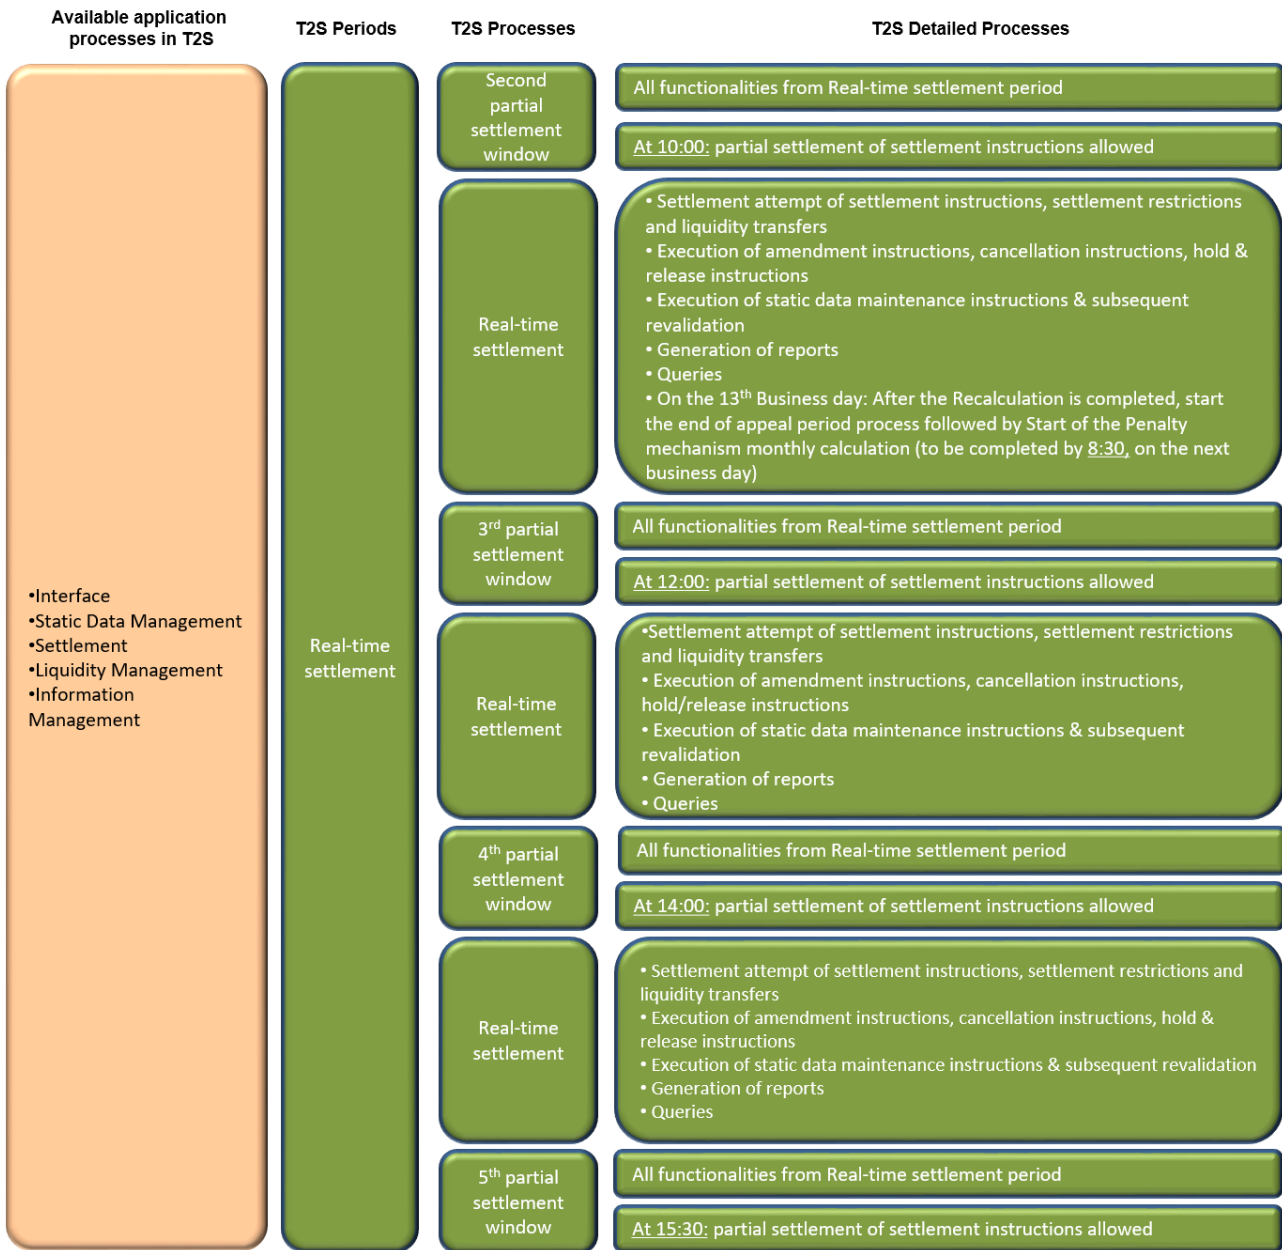 Available application
processes in T2S
T2S Periods
T2S Processes
T2S Detailed Processes
•Interface
•Static Data Management
•Settlement
•Liquidity Management
•Information
Management
Real-time
settlement
Second
partial
settlement
window
All functionalities from Real-time settlement period
At 10:00: partial settlement of settlement instructions allowed
Real-time
settlement
• Settlement attempt of settlement instructions, settlement restrictions
and liquidity transfers
• Execution of amendment instructions, cancellation instructions, hold &
release instructions
• Execution of static data maintenance instructions & subsequent
revalidation
• Generation of reports
• Queries
• On the 13th Business day: After the Recalculation is completed, start
the end of appeal period process followed by Start of the Penalty
mechanism monthly calculation (to be completed by 8:30, on the next
business day)
3rd partial
settlement
window
All functionalities from Real-time settlement period
At 12:00: partial settlement of settlement instructions allowed
Real-time
settlement
•Settlement attempt of settlement instructions, settlement restrictions
and liquidity transfers
• Execution of amendment instructions, cancellation instructions,
hold/release instructions
• Execution of static data maintenance instructions & subsequent
revalidation
• Generation of reports
• Queries
4th partial
settlement
window
All functionalities from Real-time settlement period
At 14:00: partial settlement of settlement instructions allowed
Real-time
settlement
• Settlement attempt of settlement instructions, settlement restrictions and
liquidity transfers
• Execution of amendment instructions, cancellation instructions, hold &
release instructions
• Execution of static data maintenance instructions & subsequent revalidation
• Generation of reports
• Queries
5th partial
settlement
window
All functionalities from Real-time settlement period
At 15:30: partial settlement of settlement instructions allowed